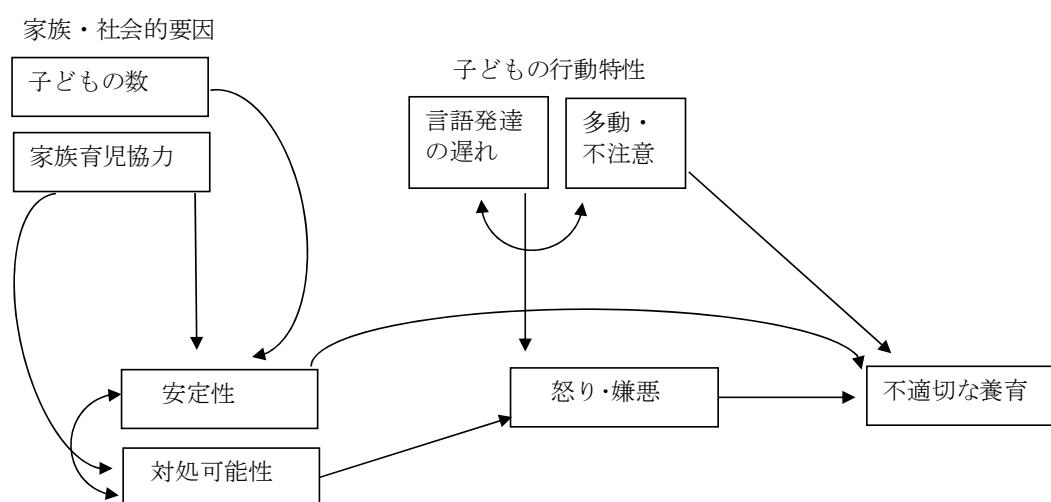 家族・社会的要因
子どもの数
家族育児協力
子どもの行動特性
言語発達
の遅れ
多動・
不注意
安定性
対処可能性
怒り・嫌悪
不適切な養育